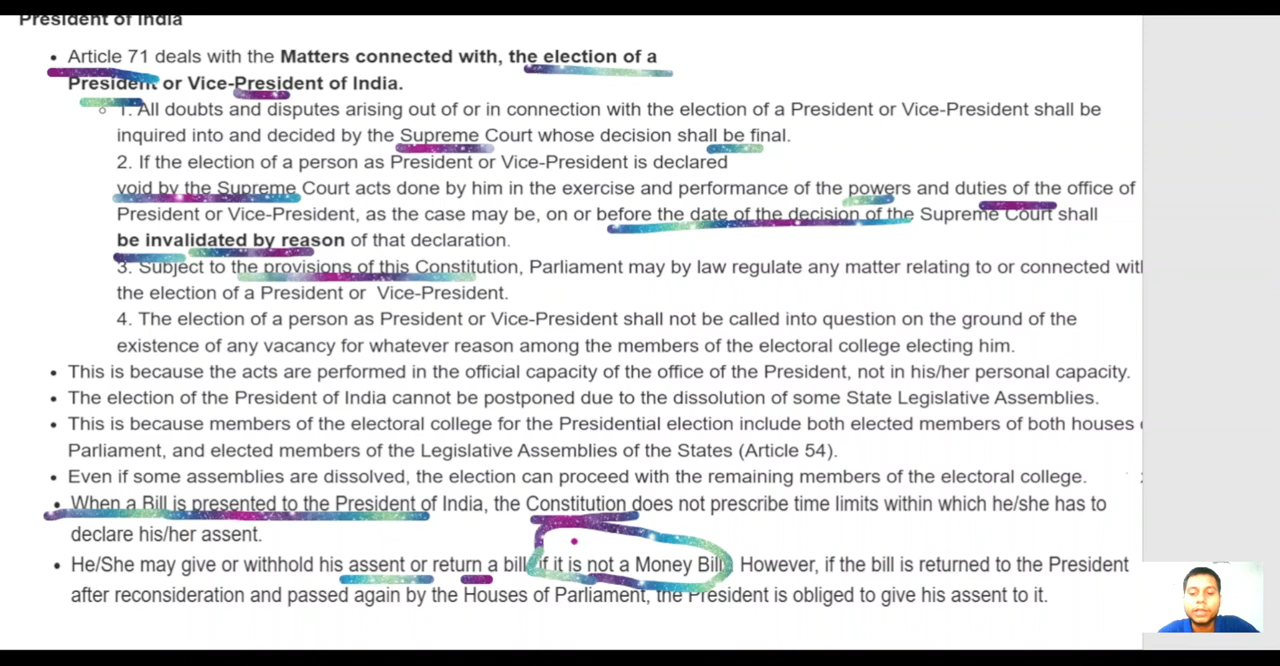 President of India
• Article 71 deals with the Matters connected with, the election of a
President or Vice-President of India.
1. All doubts and disputes arising out of or in connection with the election of a President or Vice-President shall be
inquired into and decided by the Supreme Court whose decision shall be final.
2. If the election of a person as President or Vice-President is declared
void by the Supreme Court acts done by him in the exercise and performance of the powers and duties of the office of
President or Vice-President, as the case may be, on or before the date of the decision of the Supreme Court shall
be invalidated by reason of that declaration.
3. Subject to the provisions of this Constitution, Parliament may by law regulate any matter relating to or connected with
the election of a President or Vice-President.
4. The election of a person as President or Vice-President shall not be called into question on the ground of the
existence of any vacancy for whatever reason among the members of the electoral college electing him.
• This is because the acts are performed in the official capacity of the office of the President, not in his/her personal capacity.
• The election of the President of India cannot be postponed due to the dissolution of some State Legislative Assemblies.
• This is because members of the electoral college for the Presidential election include both elected members of both houses
Parliament, and elected members of the Legislative Assemblies of the States (Article 54).
• Even if some assemblies are dissolved, the election can proceed with the remaining members of the electoral college.
• When a Bill is presented to the President of India, the Constitution does not prescribe time limits within which he/she has to
declare his/her assent.
• He/She may give or withhold his assent or return a bill if it is not a Money Bill. However, if the bill is returned to the President
after reconsideration and passed again by the Houses of Parliament, the President is obliged to give his assent to it.